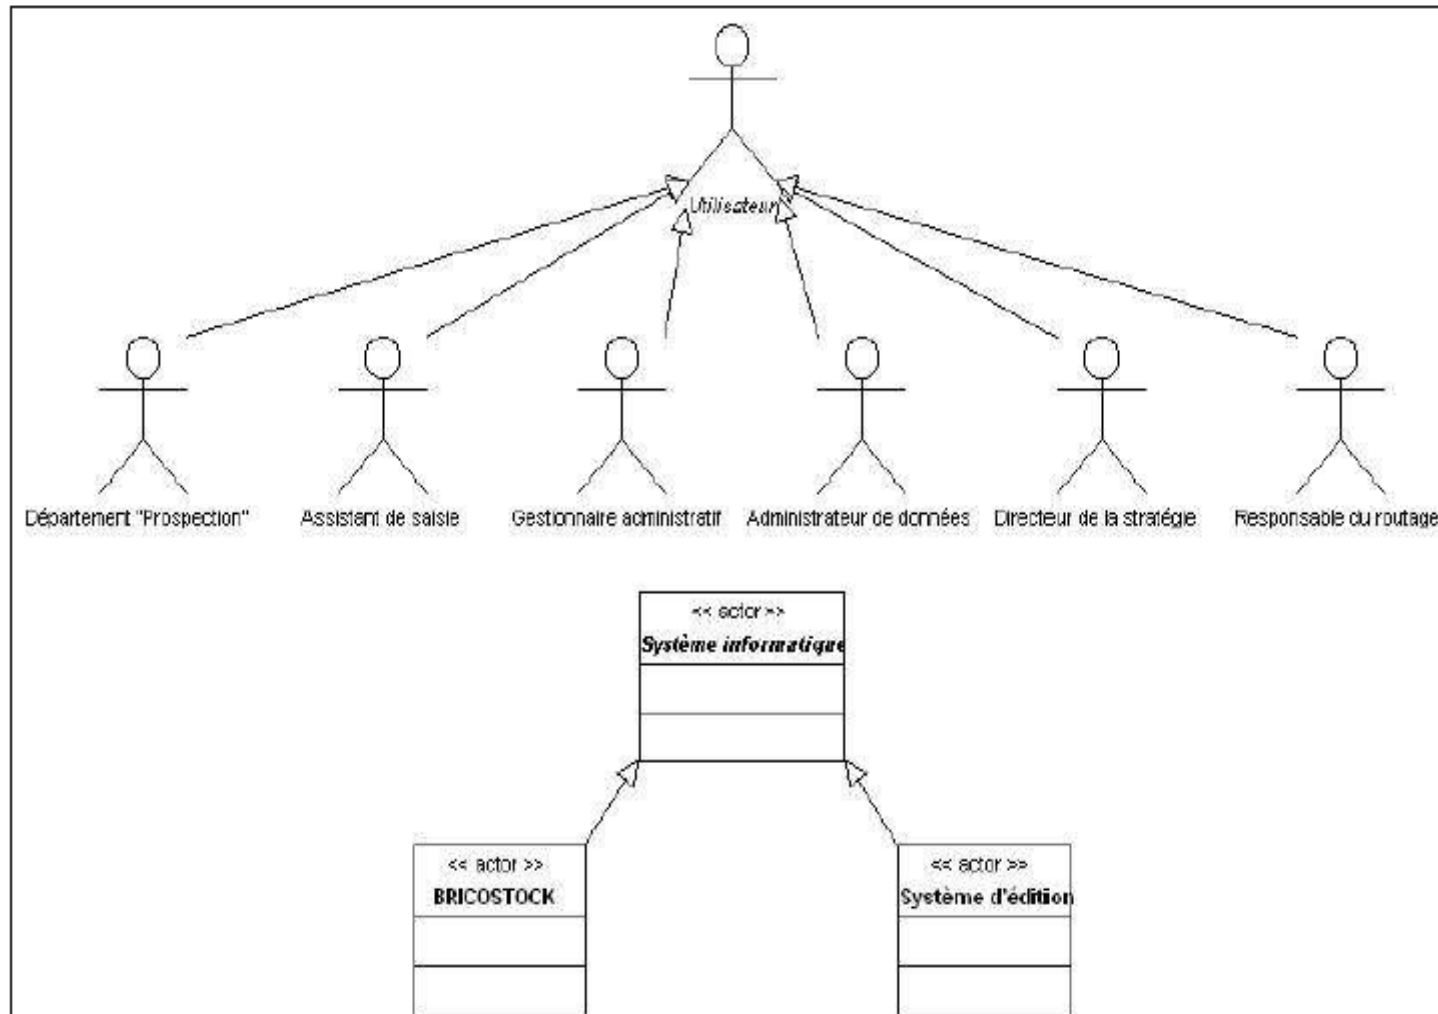 Utilisateur
Département "Prospection"
Assistant de saisie
Gestionnaire administratif
Administrateur de données
Directeur de la stratégie
Responsable du routage
<< actor >>
Système informatique
<< actor >>
BRICOSTOCK
<< actor >>
Système d'édition